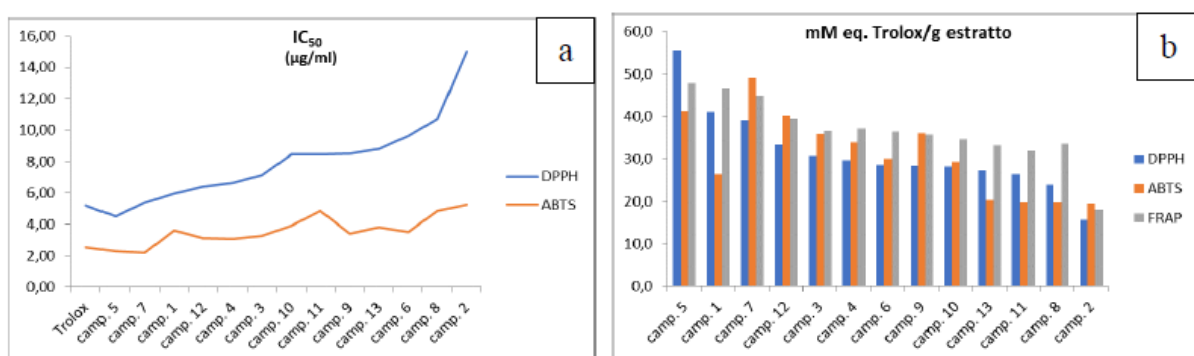 IC50
(µg/ml)
a
16,00
14,00
12,00
10,00
8,00
6,00
4,00
2,00
0,00
DPPH
ABTS
Trolox
camp. 5
camp. 7
camp. 1
camp. 12
camp. 4
camp. 3
camp. 10
camp. 11
camp. 9
camp. 13
camp. 6
camp. 8
camp. 2
mM eq. Trolox/g estratto
b
60,0
50,0
40,0
30,0
20,0
10,0
0,0
DPPH
ABTS
FRAP
camp. 5
camp. 1
camp. 7
camp. 12
camp. 3
camp. 4
camp. 6
camp. 9
camp. 10
camp. 13
camp. 11
camp. 8
camp. 2